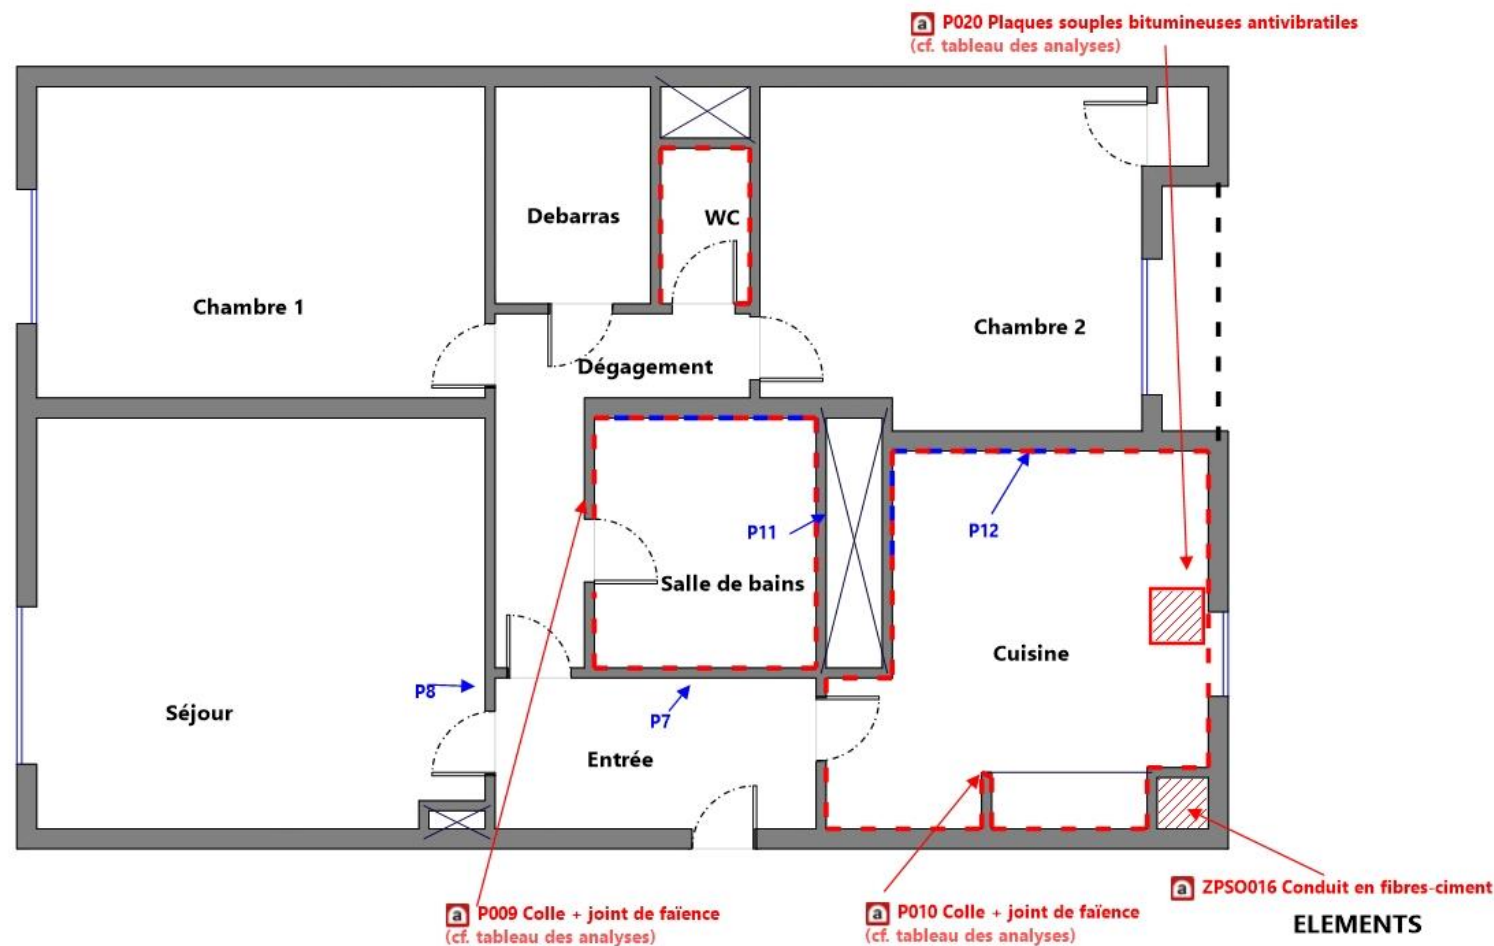 a P020 Plaques souples bitumineuses antivibratiles
(cf. tableau des analyses)
Debarras
WC
Chambre 1
Chambre 2
Dégagement
P11
P12
Salle de bains
Cuisine
P8
P7
Séjour
Entrée
a ZPSO016 Conduit en fibres-ciment
a P009 Colle + joint de faïence
(cf. tableau des analyses)
a P010 Colle + joint de faïence
(cf. tableau des analyses)
ELEMENTS